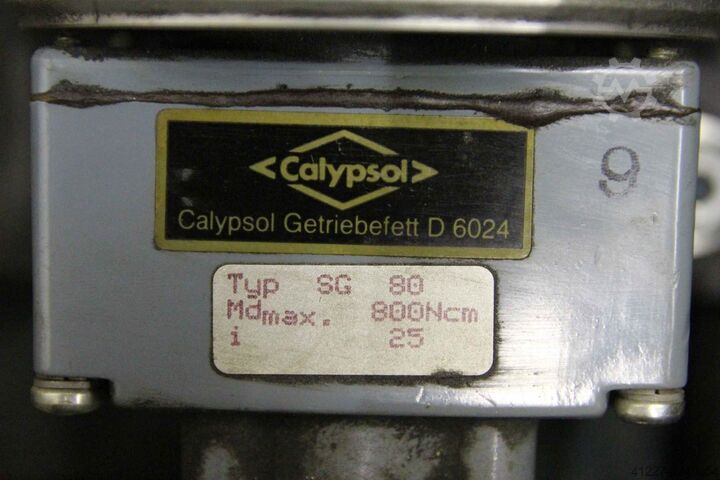 <Calypsol>
Calypsol Getriebefett D 6024
9
Typ SG 80
Mdmax. 800Ncm
i 25